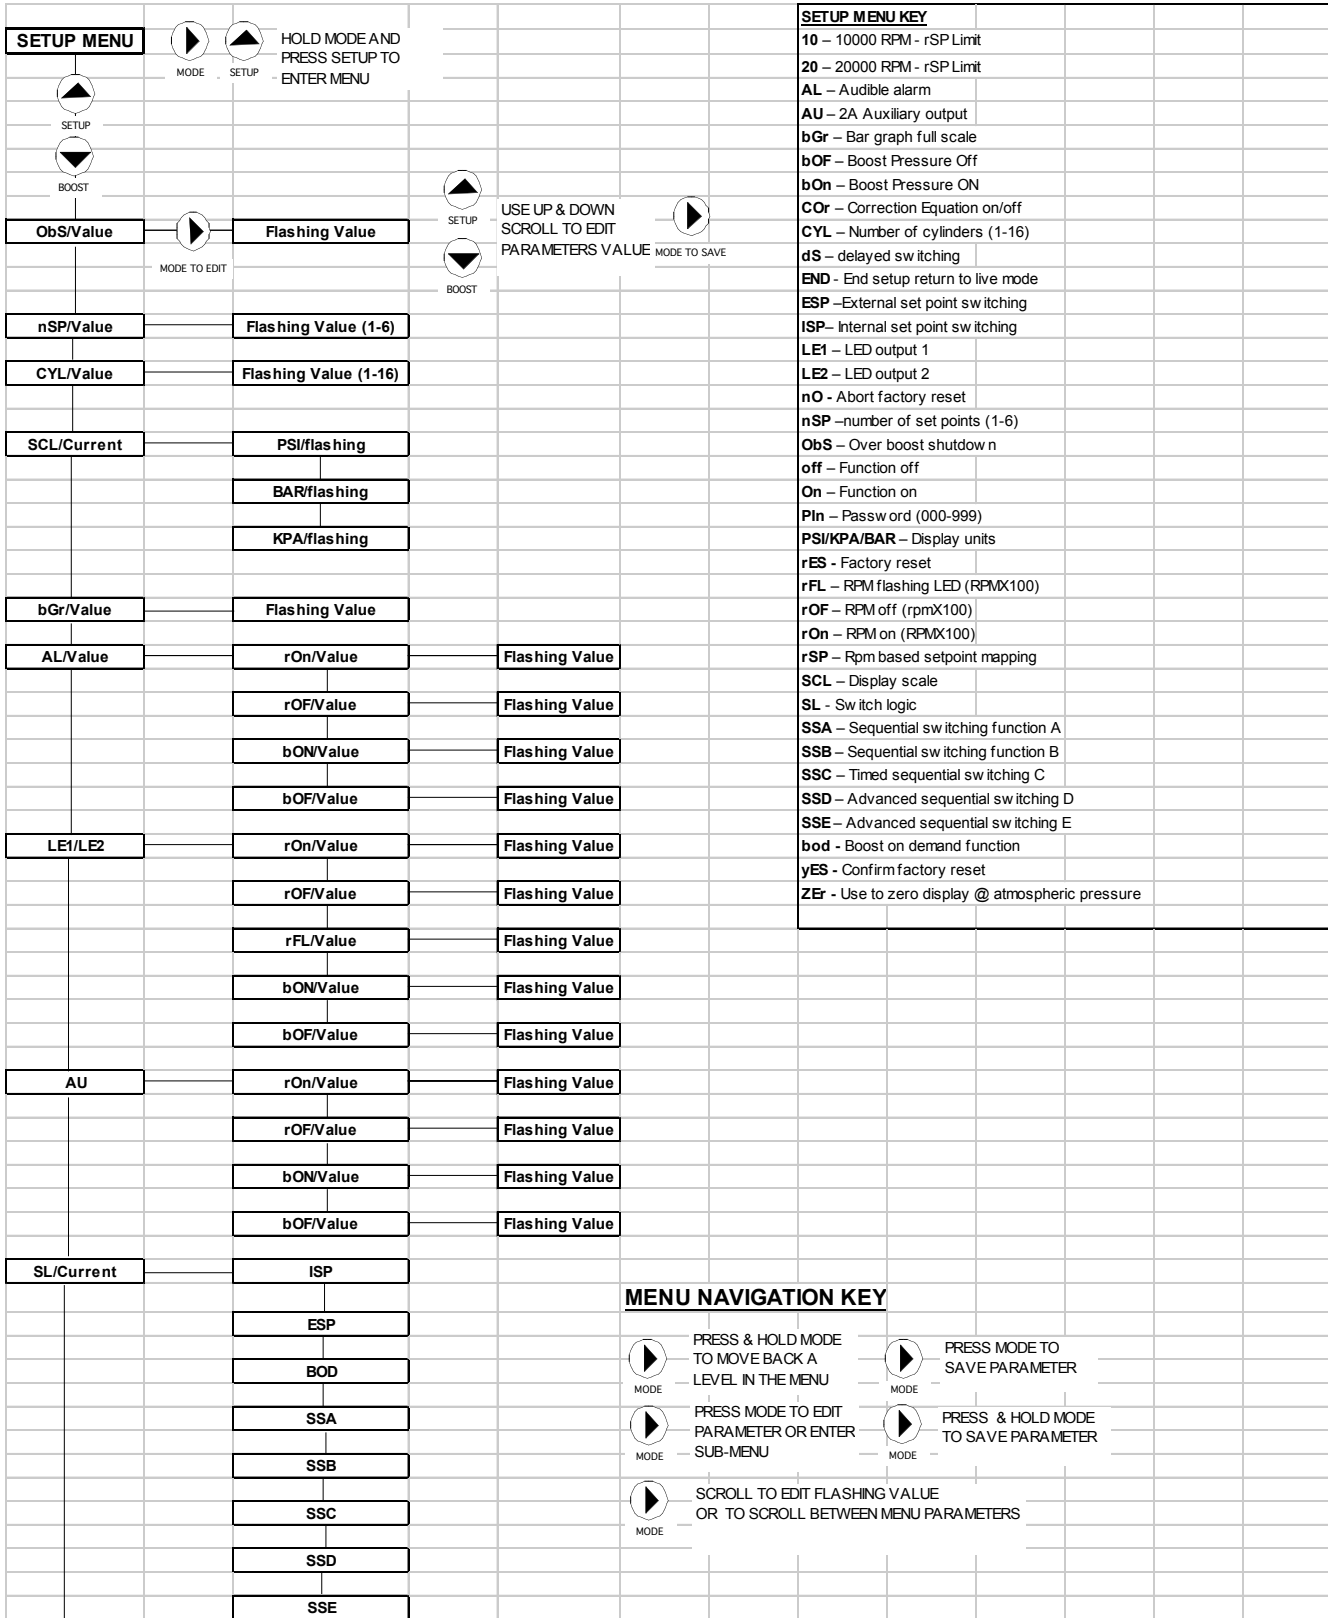 SETUP MENU
MODE
SETUP
HOLD MODE AND
PRESS SETUP TO
ENTER MENU
SETUP
BOOST
ObS/Value
MODE TO EDIT
Flashing Value
SETUP
BOOST
USE UP & DOWN
SCROLL TO EDIT
PARAMETERS VALUE
MODE TO SAVE
nSP/Value
Flashing Value (1-6)
CYL/Value
Flashing Value (1-16)
SCL/Current
PSI/flashing
BAR/flashing
KPA/flashing
bGr/Value
Flashing Value
AL/Value
rOn/Value
Flashing Value
rOF/Value
Flashing Value
bON/Value
Flashing Value
bOF/Value
Flashing Value
LE1/LE2
rOn/Value
Flashing Value
rOF/Value
Flashing Value
rFL/Value
Flashing Value
bON/Value
Flashing Value
bOF/Value
Flashing Value
AU
rOn/Value
Flashing Value
rOF/Value
Flashing Value
bON/Value
Flashing Value
bOF/Value
Flashing Value
SL/Current
ISP
ESP
BOD
SSA
SSB
SSC
SSD
SSE
SETUP MENU KEY
10 – 10000 RPM - rSP Limit
20 – 20000 RPM - rSP Limit
AL – Audible alarm
AU – 2A Auxiliary output
bGr – Bar graph full scale
bOF – Boost Pressure Off
bOn – Boost Pressure ON
COr – Correction Equation on/off
CYL – Number of cylinders (1-16)
dS – delayed switching
END - End setup return to live mode
ESP –External set point switching
ISP– Internal set point switching
LE1 – LED output 1
LE2 – LED output 2
nO - Abort factory reset
nSP –number of set points (1-6)
ObS – Over boost shutdown
off – Function off
On – Function on
PIn – Password (000-999)
PSI/KPA/BAR – Display units
rES - Factory reset
rFL – RPM flashing LED (RPMX100)
rOF – RPM off (rpmX100)
rOn – RPM on (RPMX100)
rSP – Rpm based setpoint mapping
SCL – Display scale
SL - Switch logic
SSA – Sequential switching function A
SSB – Sequential switching function B
SSC – Timed sequential switching C
SSD – Advanced sequential switching D
SSE – Advanced sequential switching E
bod - Boost on demand function
yES - Confirm factory reset
ZEr - Use to zero display @ atmospheric pressure
MENU NAVIGATION KEY
MODE
PRESS & HOLD MODE
TO MOVE BACK A
LEVEL IN THE MENU
MODE
PRESS MODE TO
SAVE PARAMETER
MODE
PRESS MODE TO EDIT
PARAMETER OR ENTER
SUB-MENU
MODE
PRESS & HOLD MODE
TO SAVE PARAMETER
MODE
SCROLL TO EDIT FLASHING VALUE
OR TO SCROLL BETWEEN MENU PARAMETERS